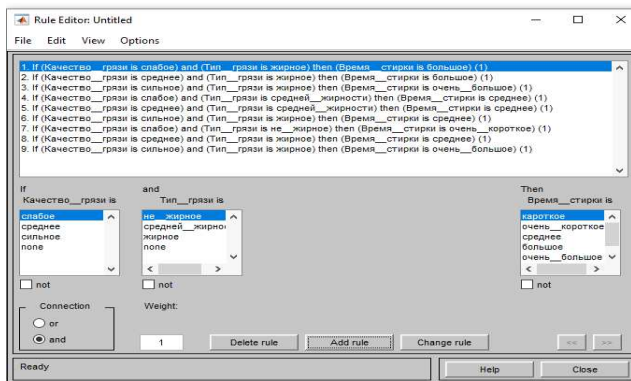 Rule Editor: Untitled
File Edit View Options
1. If (Качество__грязи is слабое) and (Тип__грязи is жирное) then (Время__стирки is большое) (1)
2. If (Качество__грязи is среднее) and (Тип__грязи is жирное) then (Время__стирки is большое) (1)
3. If (Качество__грязи is сильное) and (Тип__грязи is жирное) then (Время__стирки is очень__большое) (1)
4. If (Качество__грязи is слабое) and (Тип__грязи is средней__жирности) then (Время__стирки is среднее) (1)
5. If (Качество__грязи is среднее) and (Тип__грязи is средней__жирности) then (Время__стирки is среднее) (1)
6. If (Качество__грязи is сильное) and (Тип__грязи is жирное) then (Время__стирки is среднее) (1)
7. If (Качество__грязи is слабое) and (Тип__грязи is не__жирное) then (Время__стирки is очень__короткое) (1)
8. If (Качество__грязи is среднее) and (Тип__грязи is жирное) then (Время__стирки is среднее) (1)
9. If (Качество__грязи is сильное) and (Тип__грязи is жирное) then (Время__стирки is очень__большое) (1)
If and Then
Качество__грязи is Тип__грязи is Время__стирки is
слабое не__жирное кароткое
среднее средней__жирно очень__короткое
сильное жирное среднее
none none большое
очень__большое
not not not
Connection Weight:
or
and 1 Delete rule Add rule Change rule << >>
Ready Help Close